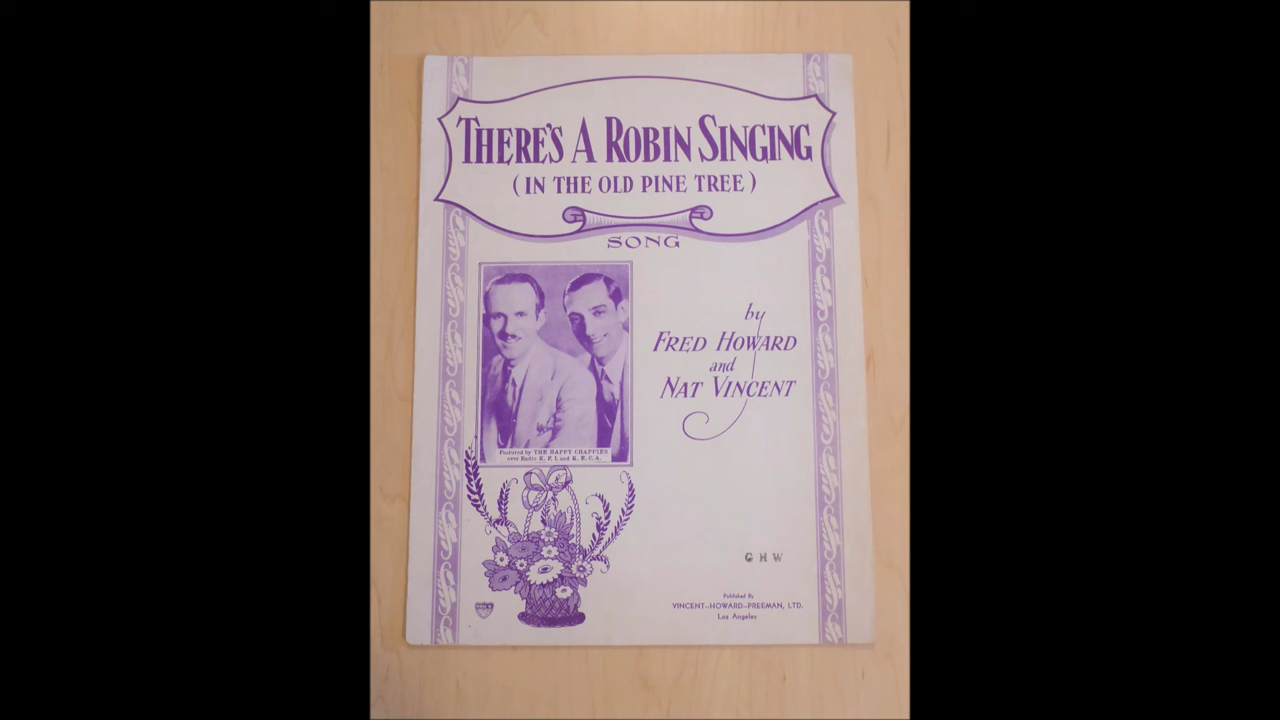 THERE'S A ROBIN SINGING
(IN THE OLD PINE TREE)
SONG
by
FRED HOWARD
and
NAT VINCENT
Featured by THE HAPPY CHAPPIES
over Radio K. F. I. and K. E. C. A.
G H W
Published By
VINCENT-HOWARD-PREEMAN, LTD.
Los Angeles